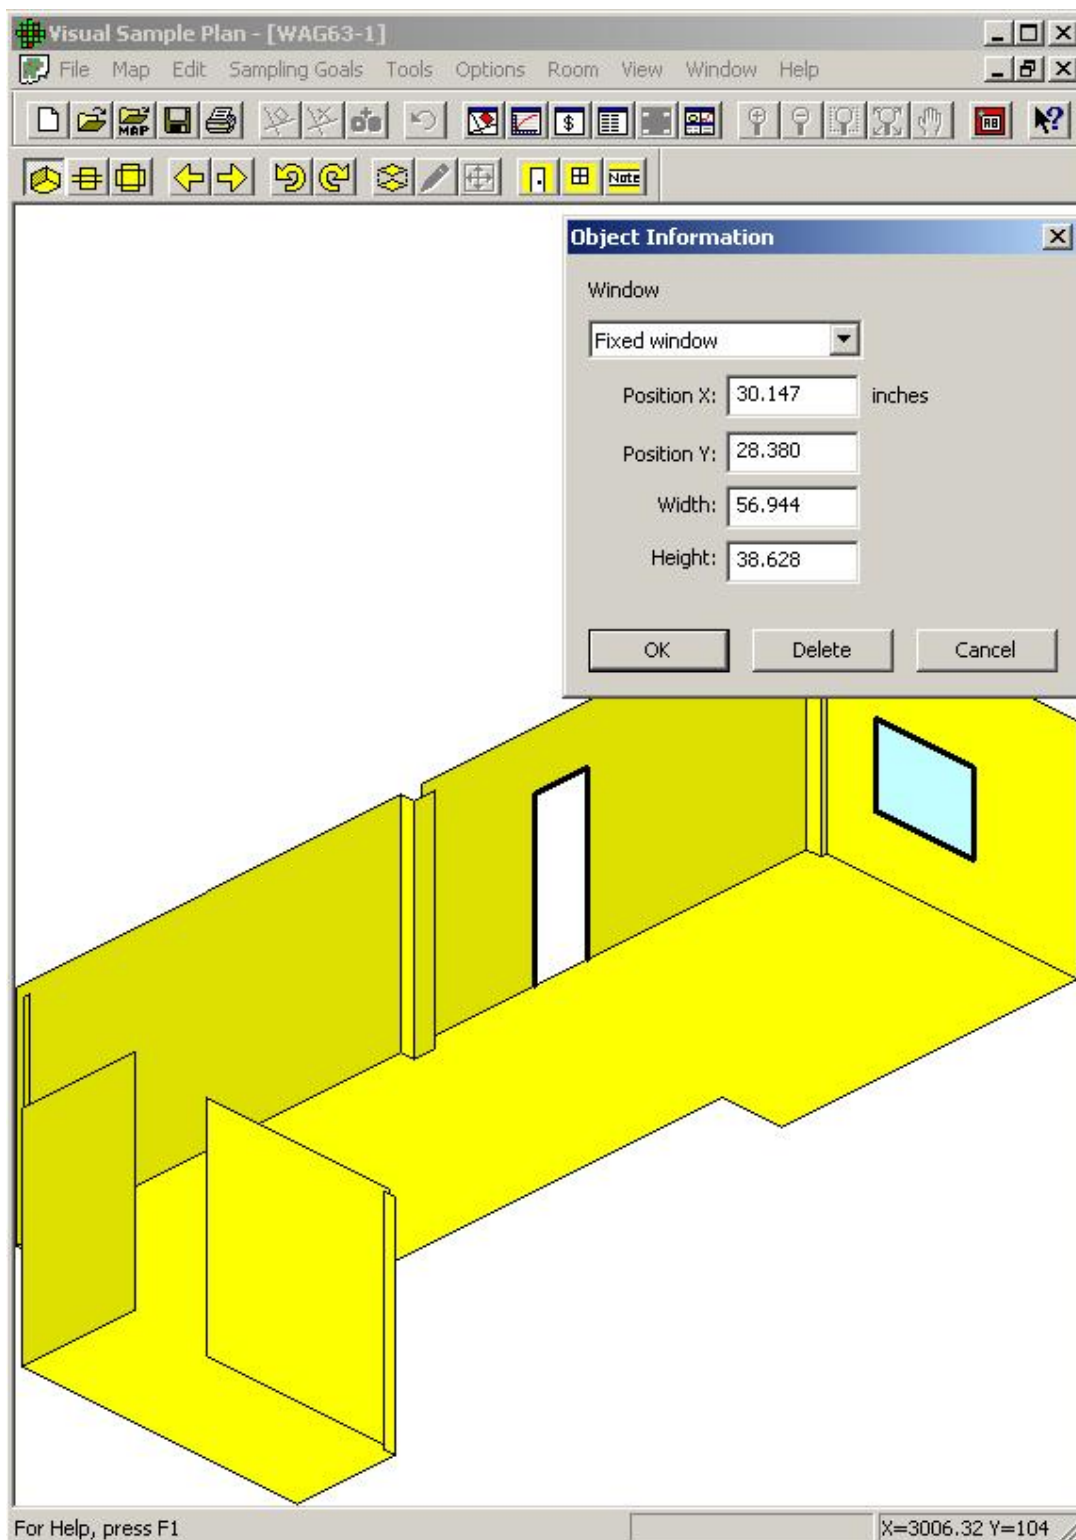 Visual Sample Plan - [WAG63-1]
File Map Edit Sampling Goals Tools Options Room View Window Help
MAP $ AB ?
Note
Object Information
Window
Fixed window
Position X: 30.147 inches
Position Y: 28.380
Width: 56.944
Height: 38.628
OK Delete Cancel
For Help, press F1 X=3006.32 Y=104